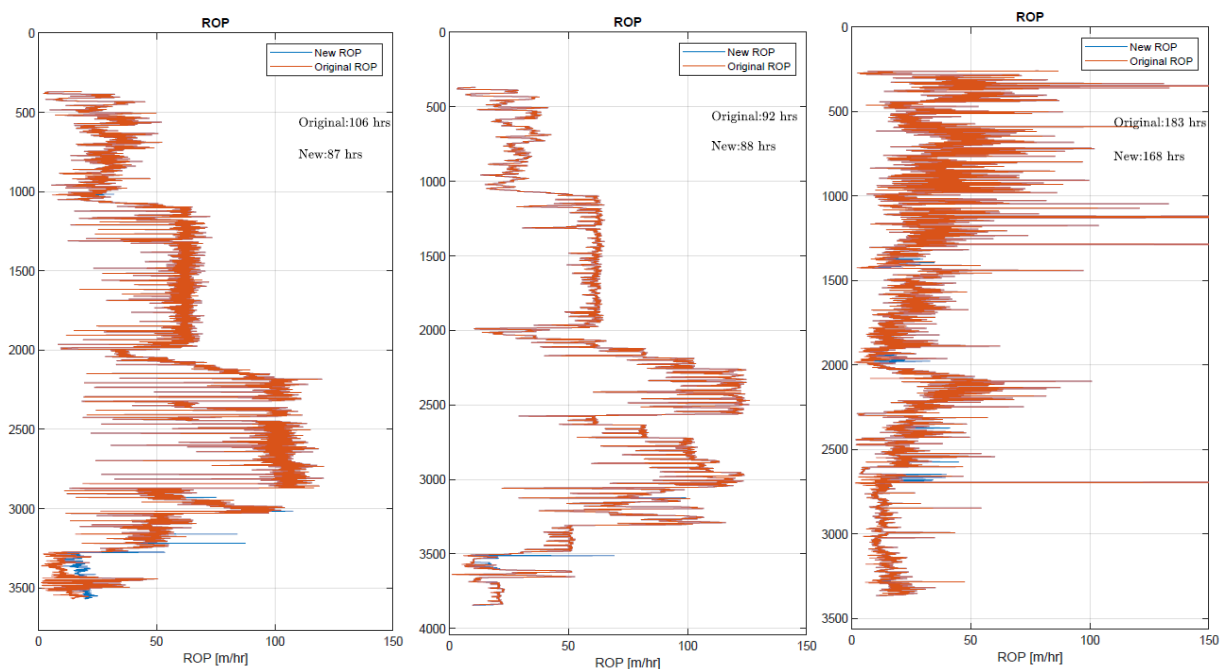 ROP
New ROP
Original ROP
Original:106 hrs
New:87 hrs
0
500
1000
1500
2000
2500
3000
3500
0
50
100
150
ROP [m/hr]
ROP
New ROP
Original ROP
Original:92 hrs
New:88 hrs
0
500
1000
1500
2000
2500
3000
3500
4000
0
50
100
150
ROP [m/hr]
ROP
New ROP
Original ROP
Original:183 hrs
New:168 hrs
0
500
1000
1500
2000
2500
3000
3500
0
50
100
150
ROP [m/hr]